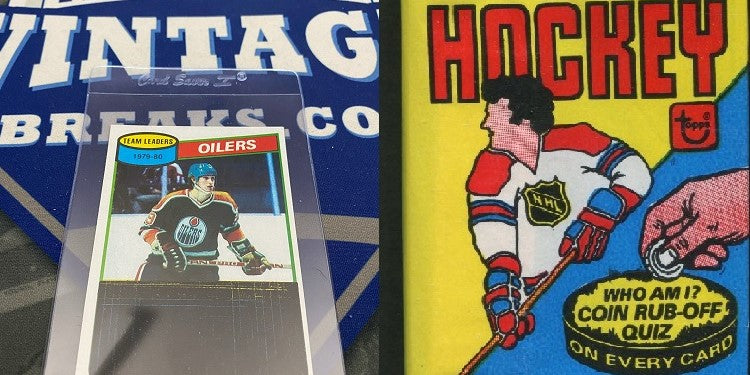 VINTAG
BREAKS.CO
Card Saver I®
TEAM LEADERS
1979-80
OILERS
OILERS
HOCKEY
topps
NHL
WHO AM I?
COIN RUB-OFF
QUIZ
ON EVERY CARD